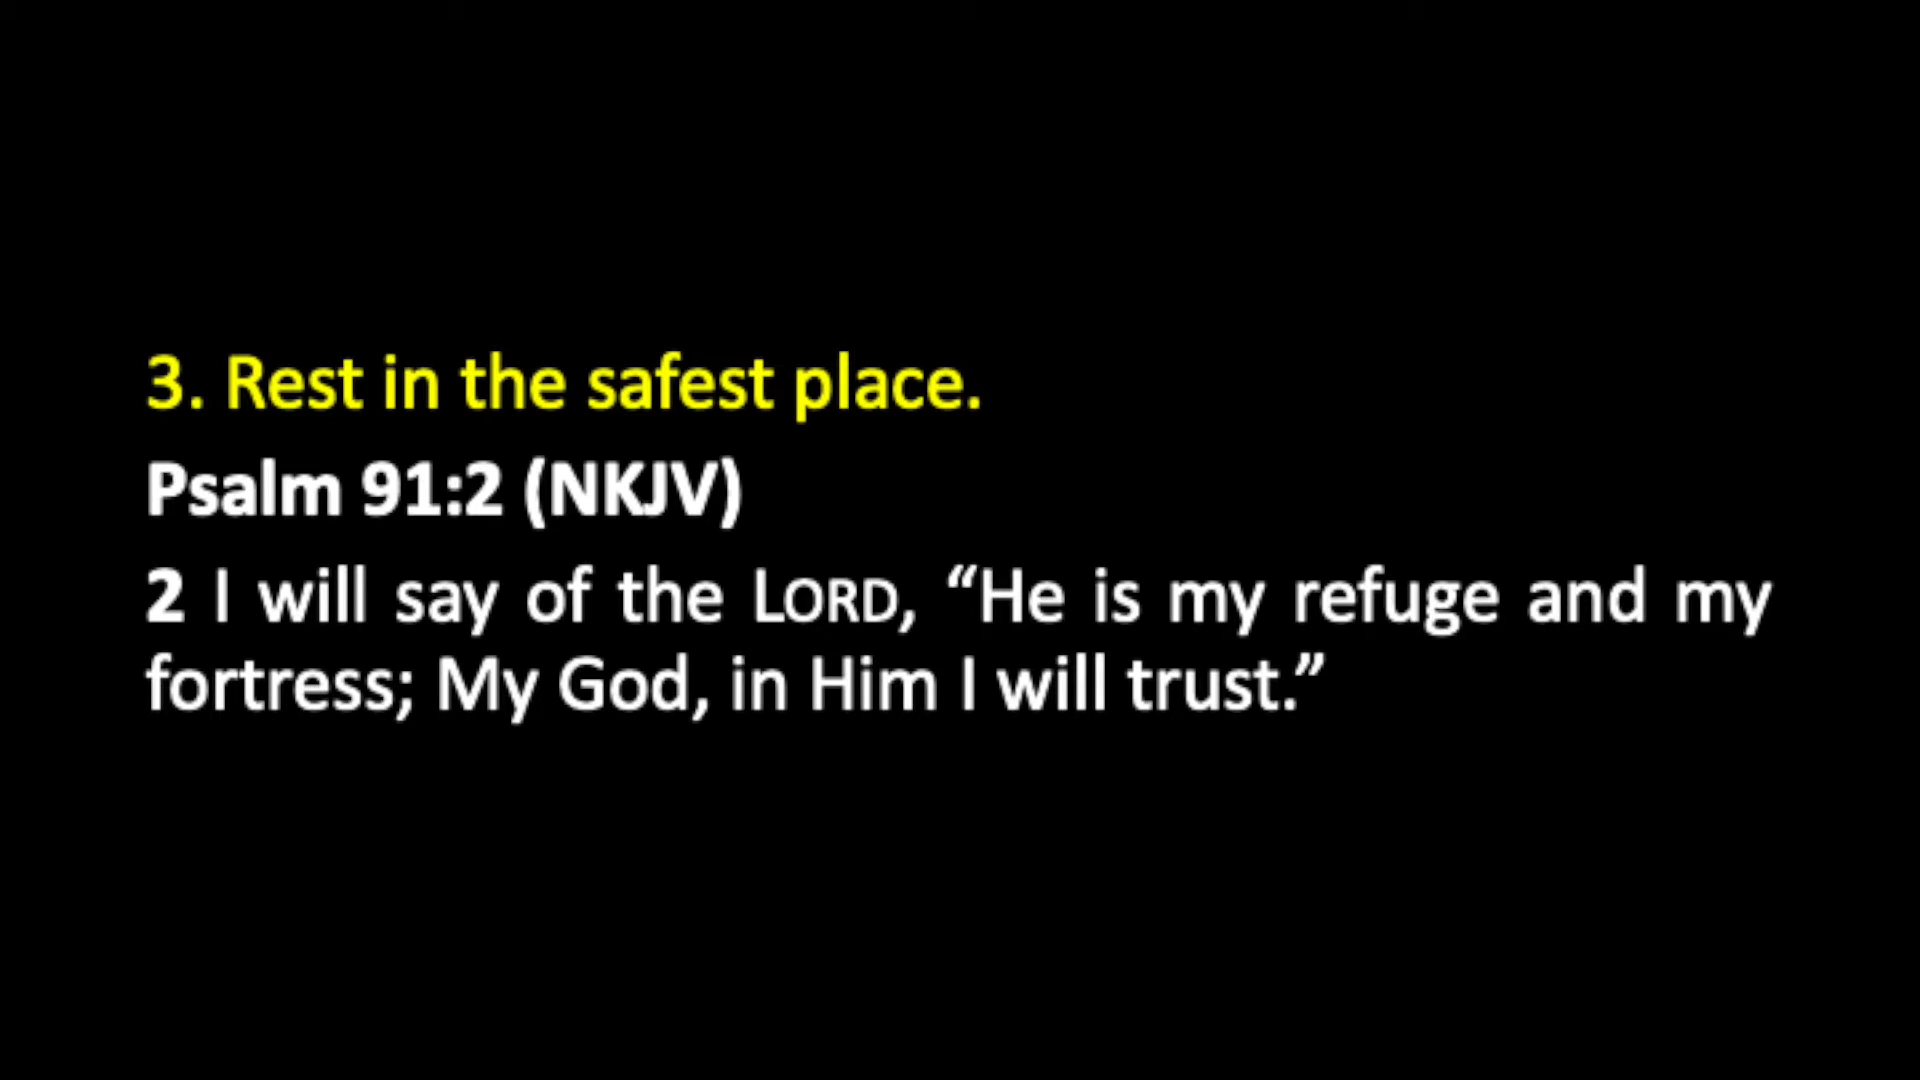 3. Rest in the safest place.
Psalm 91:2 (NKJV)
2 I will say of the LORD, “He is my refuge and my
fortress; My God, in Him I will trust.”